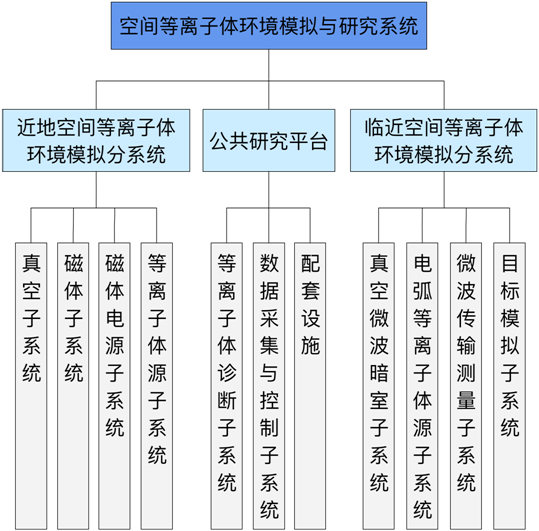 空间等离子体环境模拟与研究系统
近地空间等离子体
环境模拟分系统
公共研究平台
临近空间等离子体
环境模拟分系统
真空子系统
磁体子系统
磁体电源子系统
等离子体源子系统
等离子体诊断子系统
数据采集与控制子系统
配套设施
真空微波暗室子系统
电弧等离子体源子系统
微波传输测量子系统
目标模拟子系统